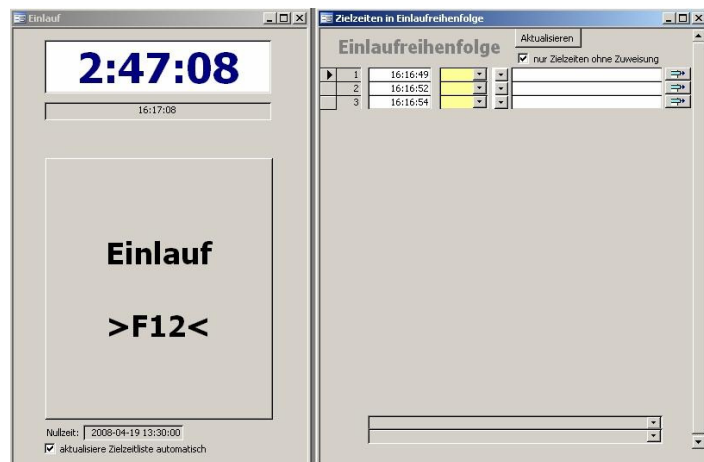 Einlauf
2:47:08
16:17:08
Einlauf
>F12<
Nullzeit: 2008-04-19 13:30:00
aktualisiere Zielzeitliste automatisch
Zielzeiten in Einlaufreihenfolge
Einlaufreihenfolge
Aktualisieren
nur Zielzeiten ohne Zuweisung
1 16:16:49
2 16:16:52
3 16:16:54